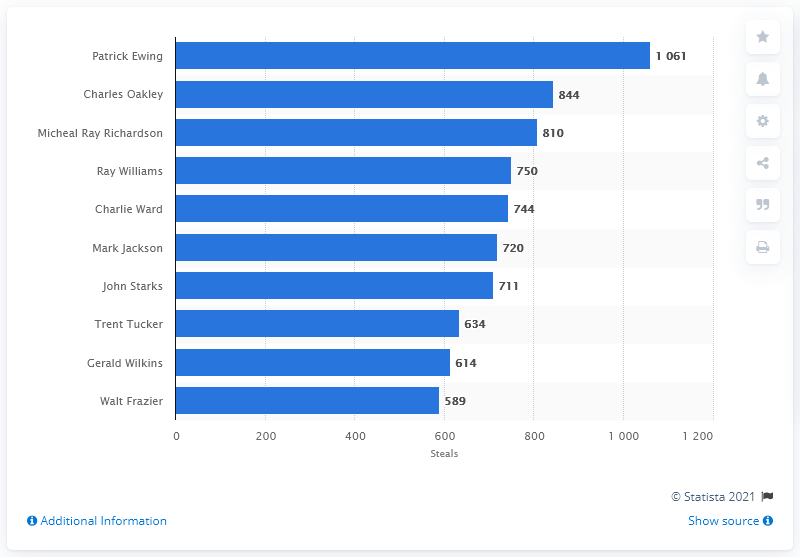 Patrick Ewing 1 061
Charles Oakley 844
Micheal Ray Richardson 810
Ray Williams 750
Charlie Ward 744
Mark Jackson 720
John Starks 711
Trent Tucker 634
Gerald Wilkins 614
Walt Frazier 589
0 200 400 600 800 1 000 1 200
Steals
© Statista 2021
Additional Information Show source